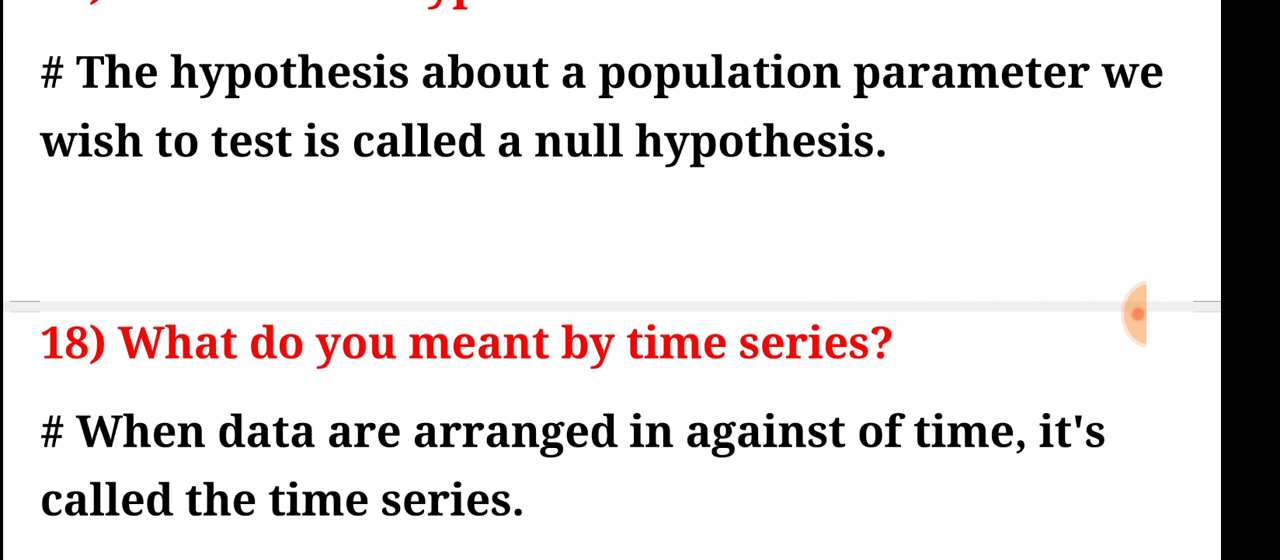 # The hypothesis about a population parameter we
wish to test is called a null hypothesis.
18) What do you meant by time series?
# When data are arranged in against of time, it's
called the time series.